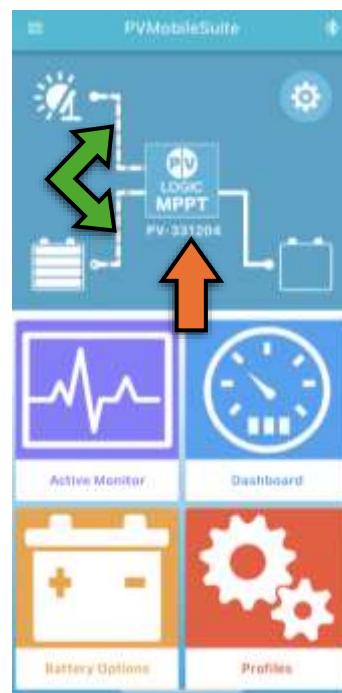 PVMobileSuite
PV
LOGIC
MPPT
PV-331204
Active Monitor
Dashboard
Battery Options
Profiles